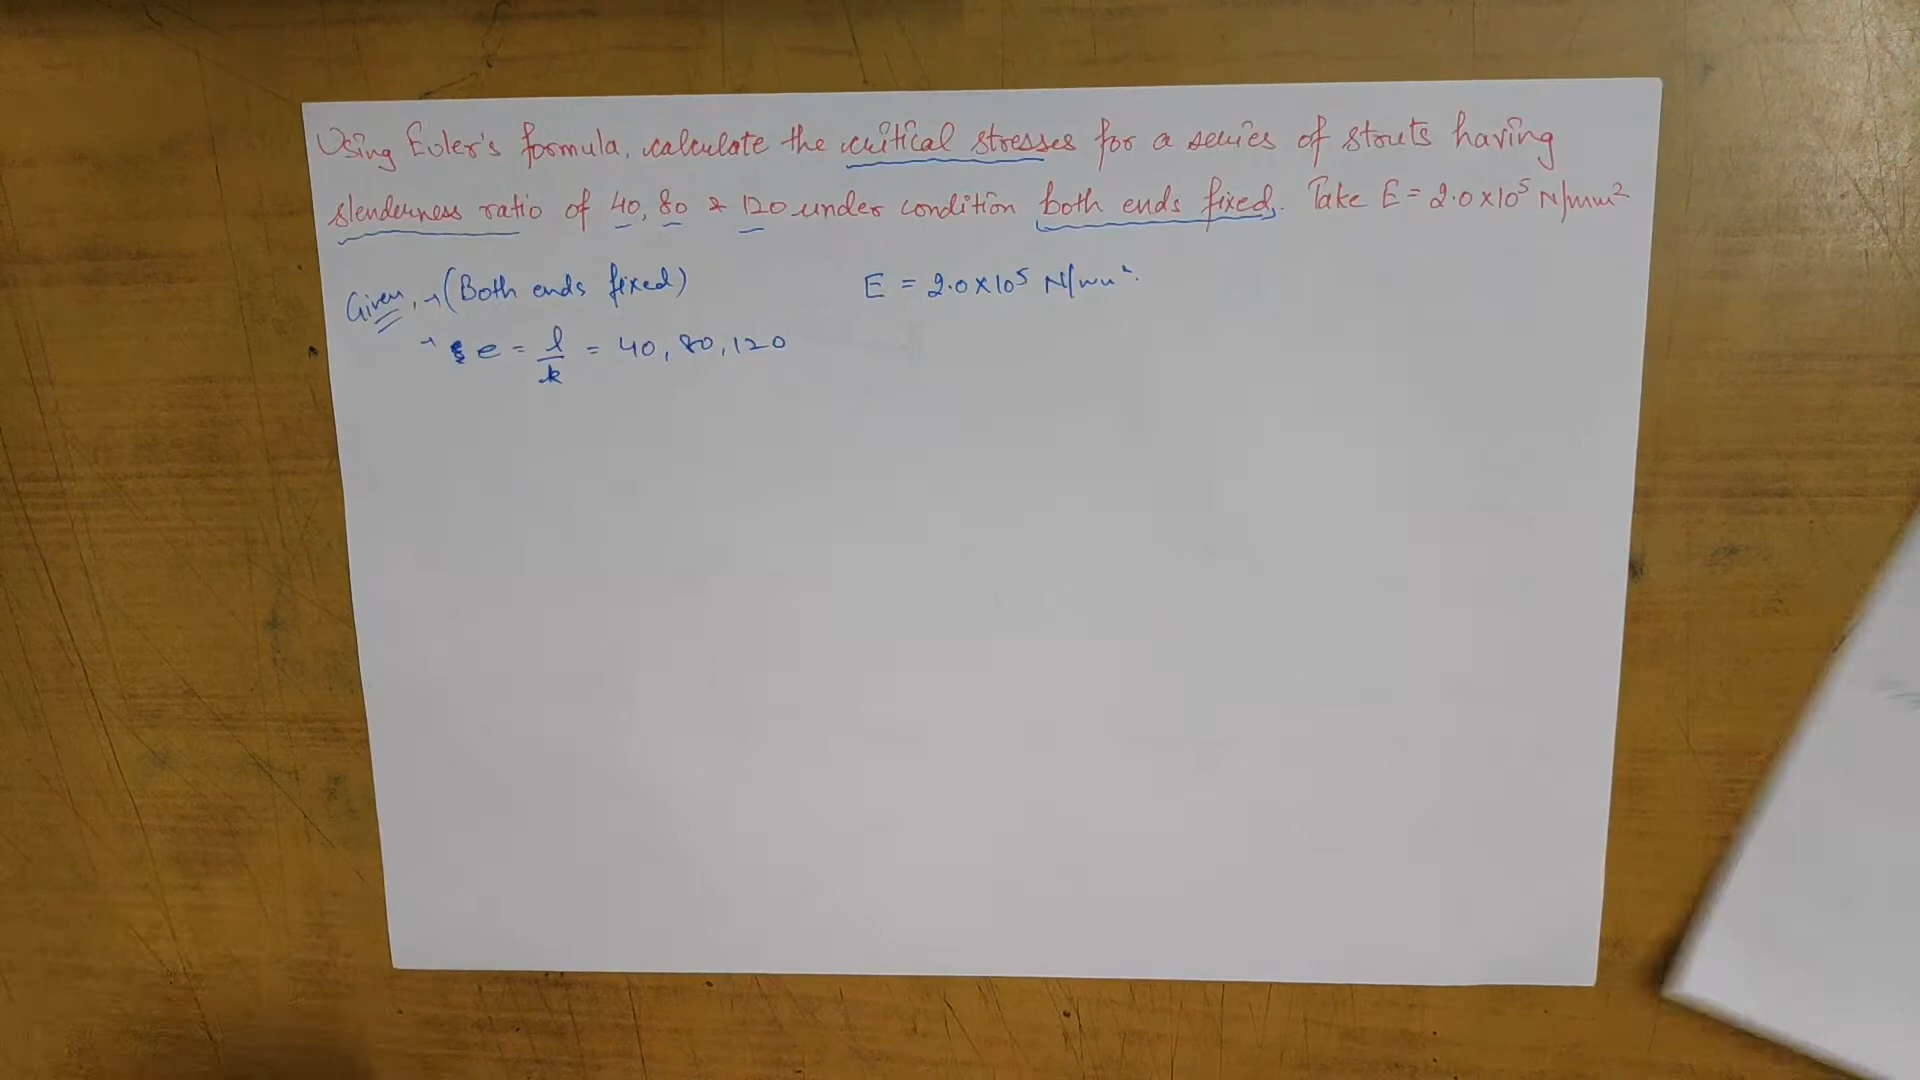 Using Euler's formula, calculate the critical stresses for a series of struts having
slenderness ratio of 40, 80 & 120 under condition both ends fixed. Take E = 2.0×10⁵ N/mm²
Given, → (Both ends fixed) E = 2.0×10⁵ N/mm².
→ e = l/k = 40, 80, 120